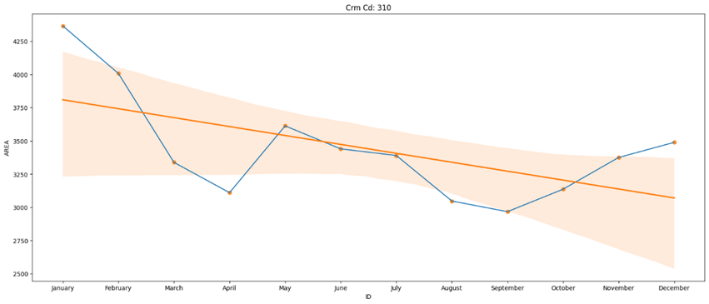 Crm Cd: 310
AREA
4250
4000
3750
3500
3250
3000
2750
2500
January February March April May June July August September October November December
ID